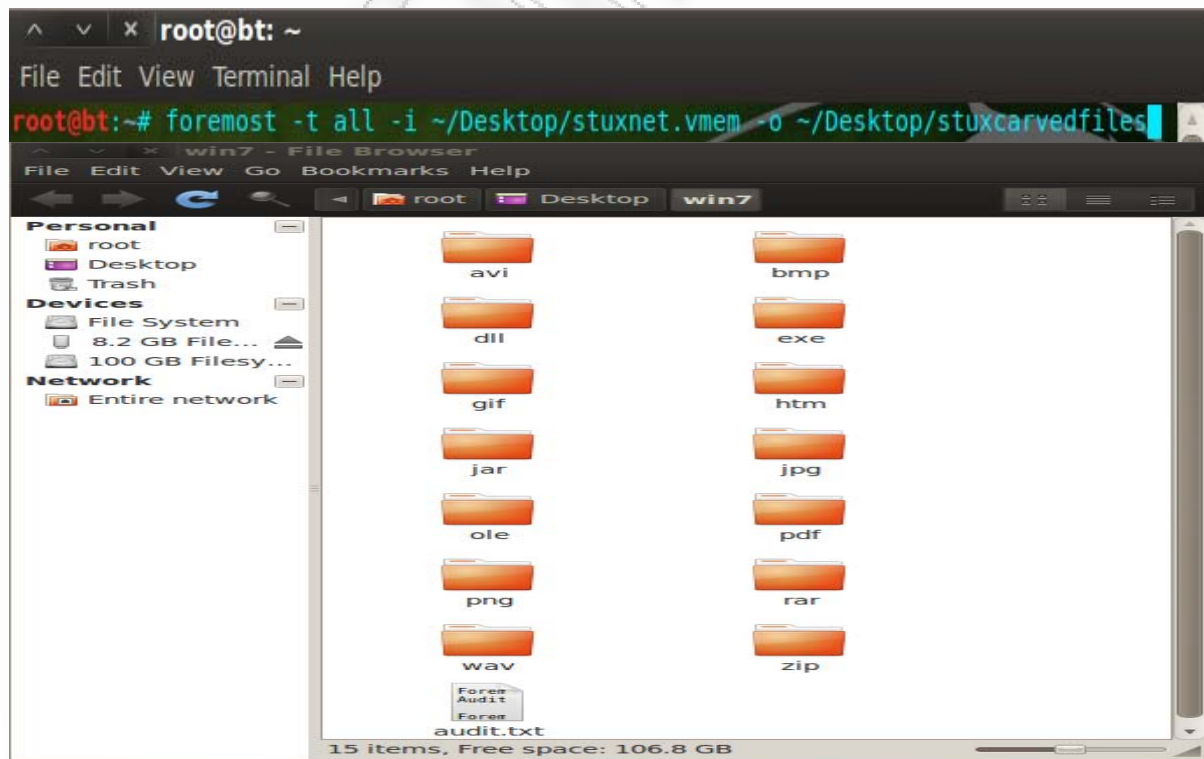 root@bt: ~
File Edit View Terminal Help
root@bt:~# foremost -t all -i ~/Desktop/stuxnet.vmem -o ~/Desktop/stuxcarvedfiles
win7 - File Browser
File Edit View Go Bookmarks Help
root Desktop win7
Personal
root
Desktop
Trash
Devices
File System
8.2 GB File...
100 GB Filesy...
Network
Entire network
avi bmp
dll exe
gif htm
jar jpg
ole pdf
png rar
wav zip
Forem
Audit
Forem
audit.txt
15 items, Free space: 106.8 GB